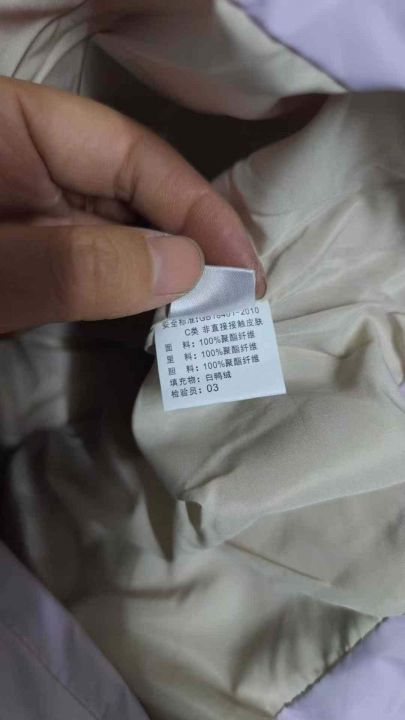 安全标准:GB18401-2010
C类 非直接接触皮肤
面 料:100%聚酯纤维
里 料:100%聚酯纤维
胆 料:100%聚酯纤维
填充物:白鸭绒
检验员:03